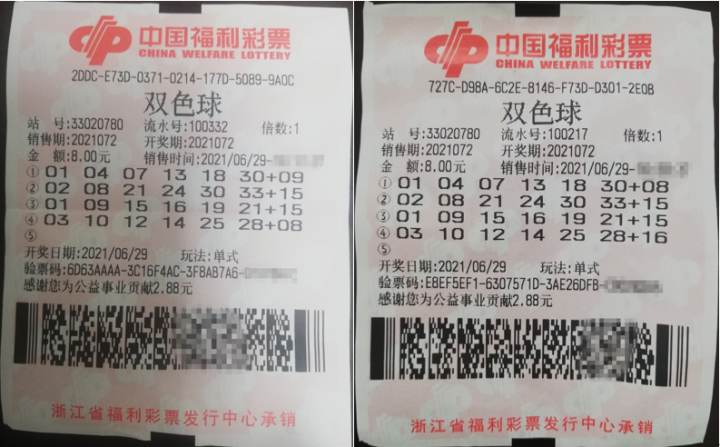 中国福利彩票
CHINA WELFARE LOTTERY
2DDC-E73D-0371-0214-177D-5089-9A0C
双色球
站 号:33020780 流水号:100332 倍数:1
销售期:2021072 开奖期:2021072
金 额:8.00元 销售时间:2021/06/29-
① 01 04 07 13 18 30+09
② 02 08 21 24 30 33+15
③ 01 09 15 16 19 21+15
④ 03 10 12 14 25 28+08
⑤
开奖日期:2021/06/29 玩法:单式
验票码:6D63AAAA-3C16F4AC-3F8AB7A6-
感谢您为公益事业贡献2.88元
浙江省福利彩票发行中心承销
中国福利彩票
CHINA WELFARE LOTTERY
727C-D98A-6C2E-8146-F73D-D301-2E0B
双色球
站 号:33020780 流水号:100217 倍数:1
销售期:2021072 开奖期:2021072
金 额:8.00元 销售时间:2021/06/29-
① 01 04 07 13 18 30+08
② 02 08 21 24 30 33+15
③ 01 09 15 16 19 21+15
④ 03 10 12 14 25 28+16
⑤
开奖日期:2021/06/29 玩法:单式
验票码:E8EF5EF1-6307571D-3AE26DFB-
感谢您为公益事业贡献2.88元
浙江省福利彩票发行中心承销